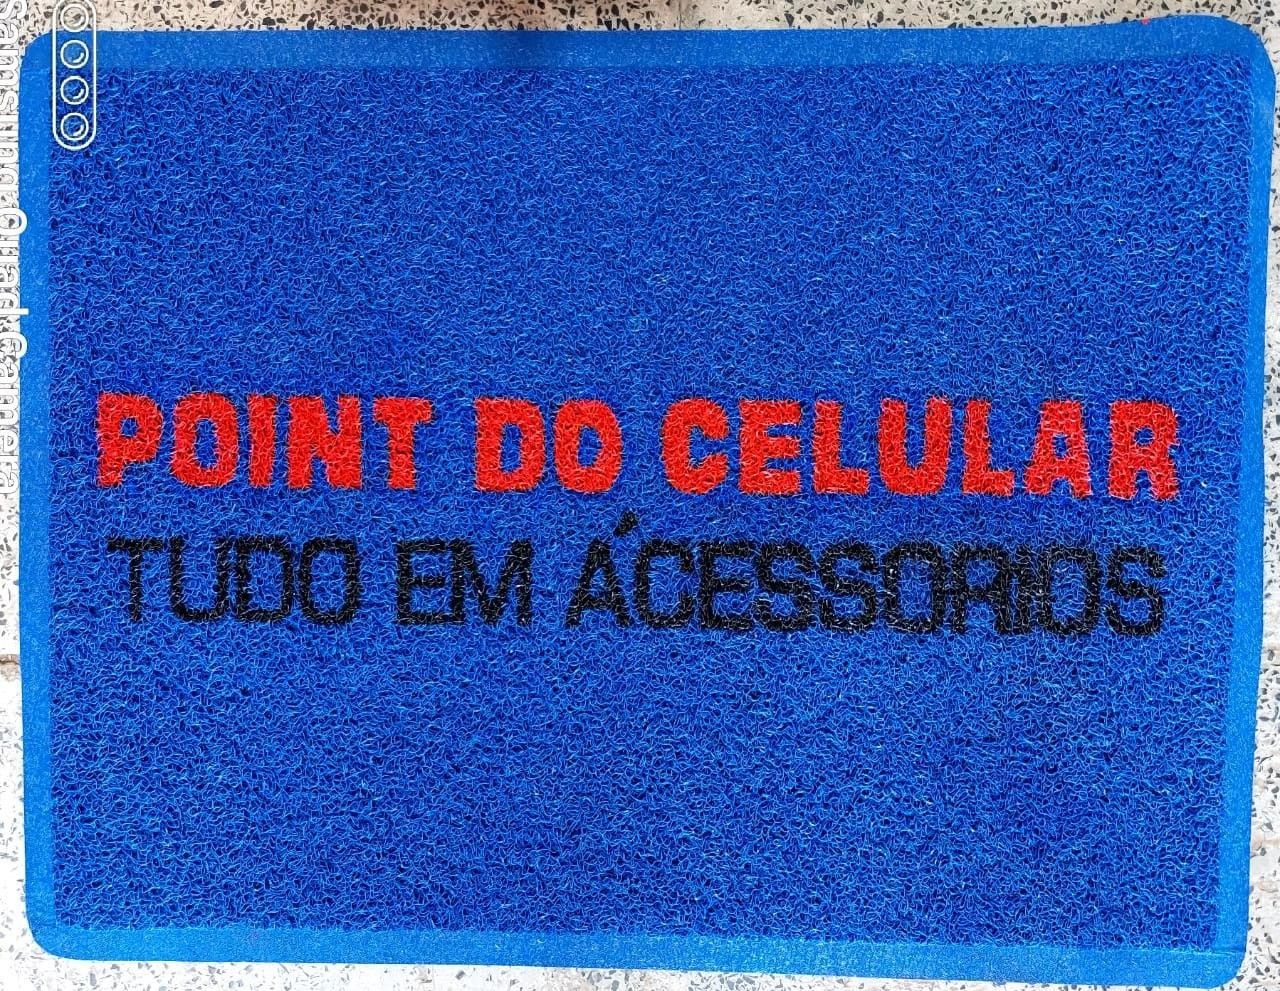 POINT DO CELULAR
TUDO EM ÁCESSORIOS